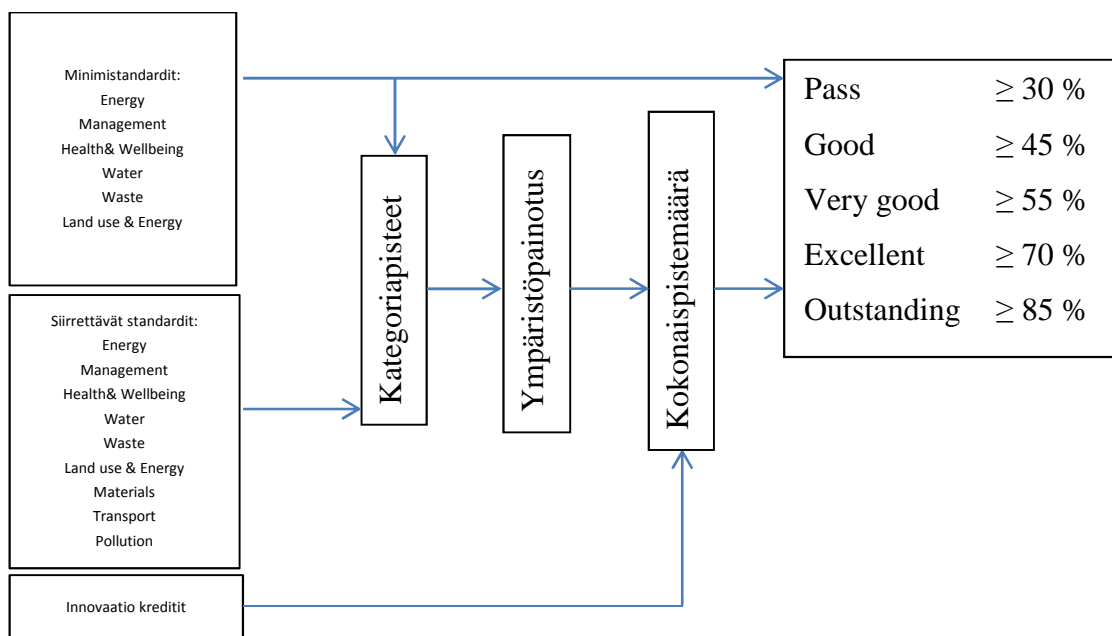 Minimistandardit:
Energy
Management
Health& Wellbeing
Water
Waste
Land use & Energy
Siirrettävät standardit:
Energy
Management
Health& Wellbeing
Water
Waste
Land use & Energy
Materials
Transport
Pollution
Innovaatio kreditit
Kategoriapisteet
Ympäristöpainotus
Kokonaispistemäärä
Pass ≥ 30 %
Good ≥ 45 %
Very good ≥ 55 %
Excellent ≥ 70 %
Outstanding ≥ 85 %